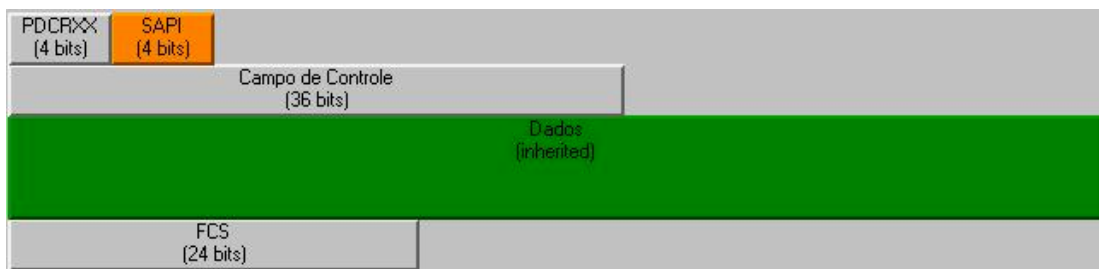 PDCRXX
(4 bits)
SAPI
(4 bits)
Campo de Controle
(36 bits)
Dados
(inherited)
FCS
(24 bits)